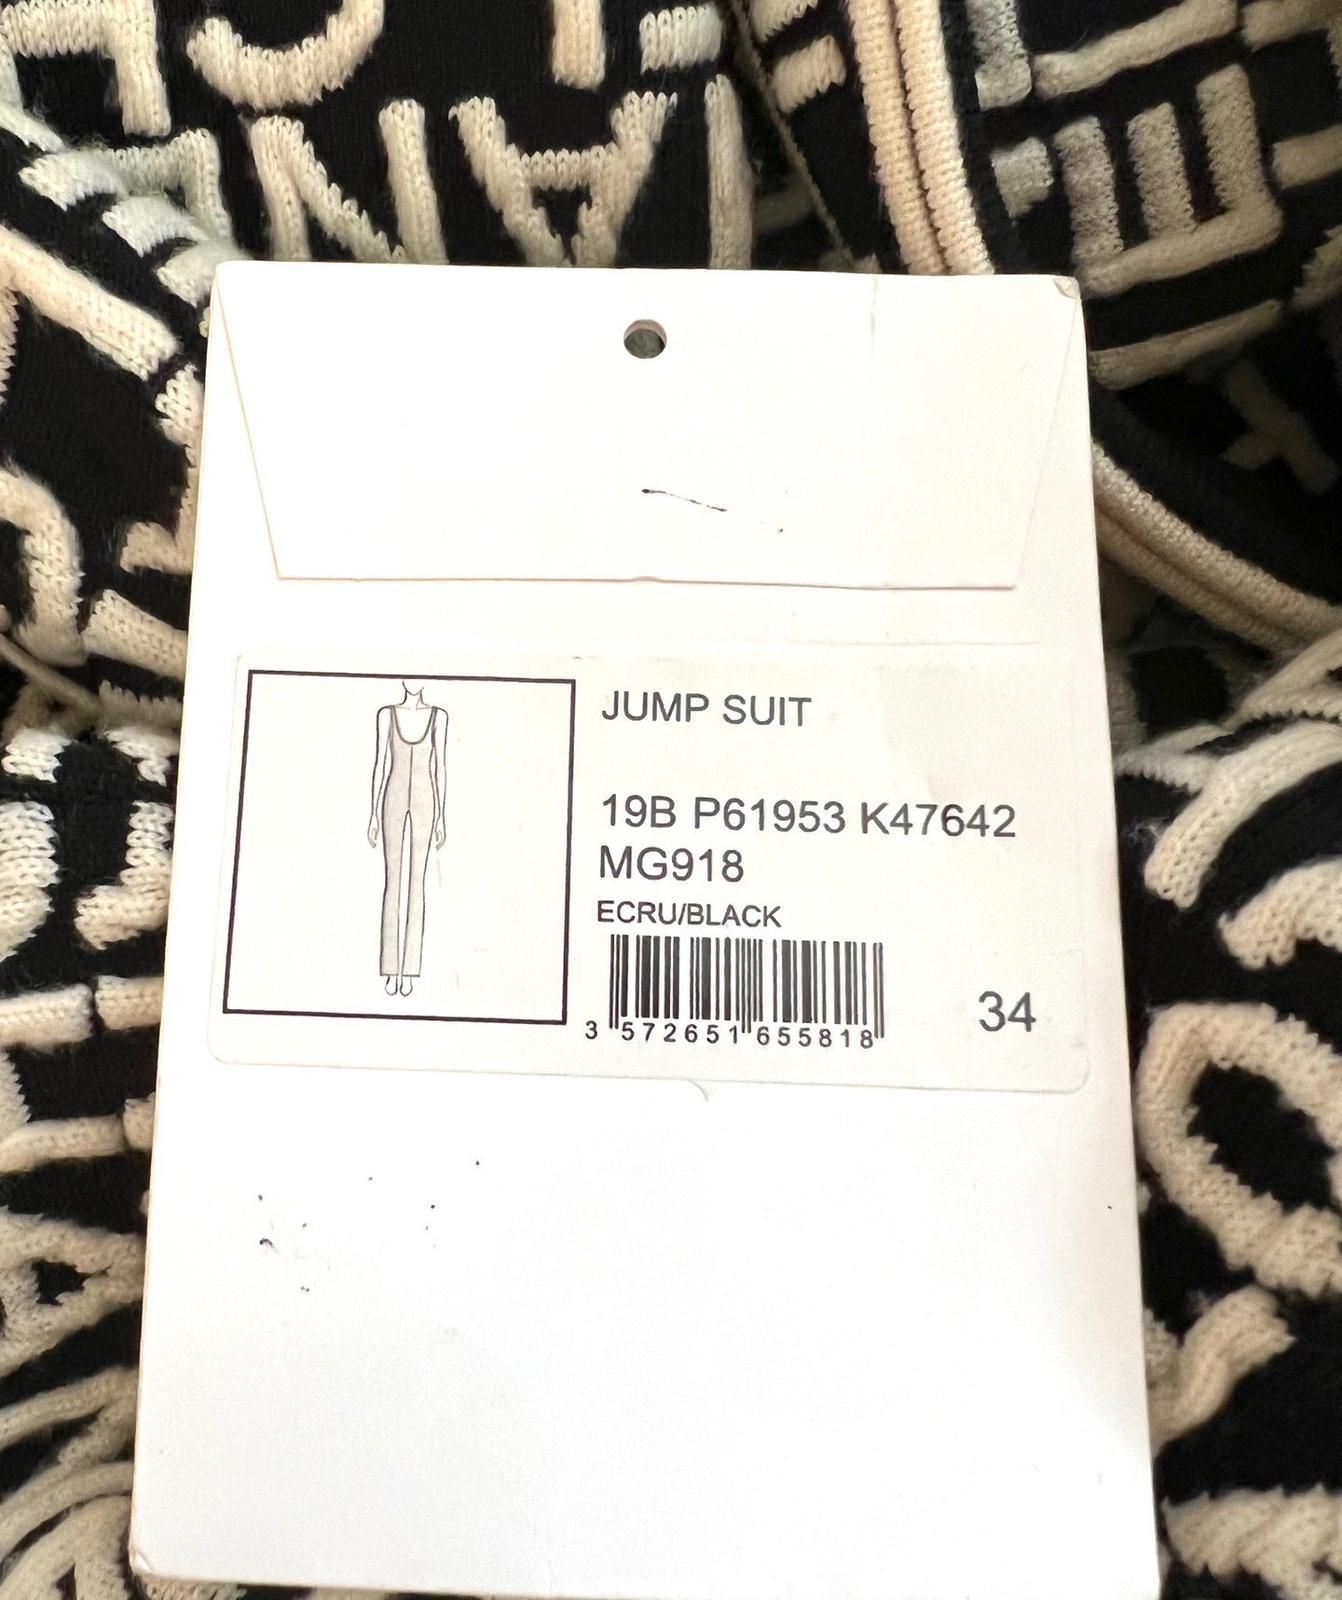 JUMP SUIT
19B P61953 K47642
MG918
ECRU/BLACK
3 572651 655818
34